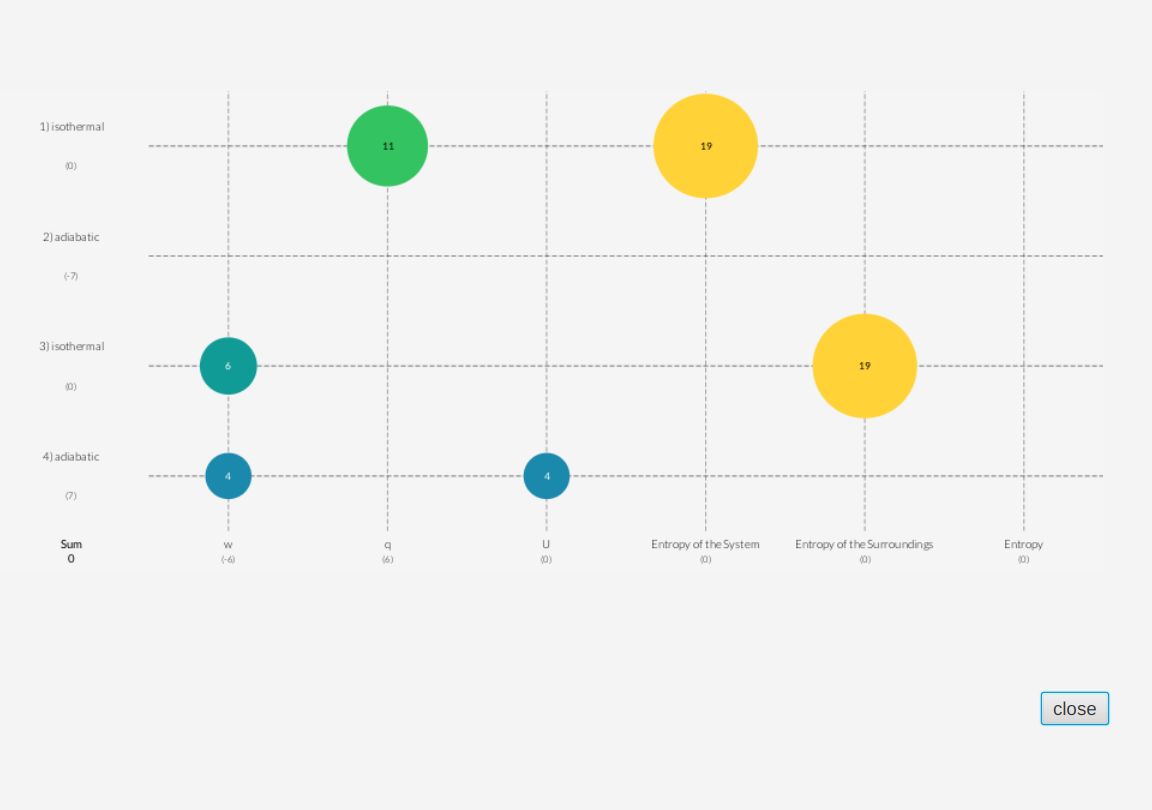 1) isothermal
11
19
(0)
2) adiabatic
(-7)
3) isothermal
6
19
(0)
4) adiabatic
4
4
(7)
Sum
w
q
U
Entropy of the System
Entropy of the Surroundings
Entropy
0
(-6)
(6)
(0)
(0)
(0)
(0)
close